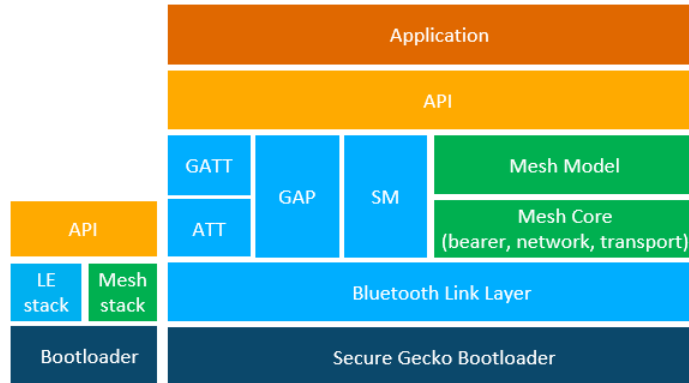 Application
API
GATT
GAP
SM
Mesh Model
ATT
Mesh Core
(bearer, network, transport)
API
LE
stack
Mesh
stack
Bluetooth Link Layer
Bootloader
Secure Gecko Bootloader